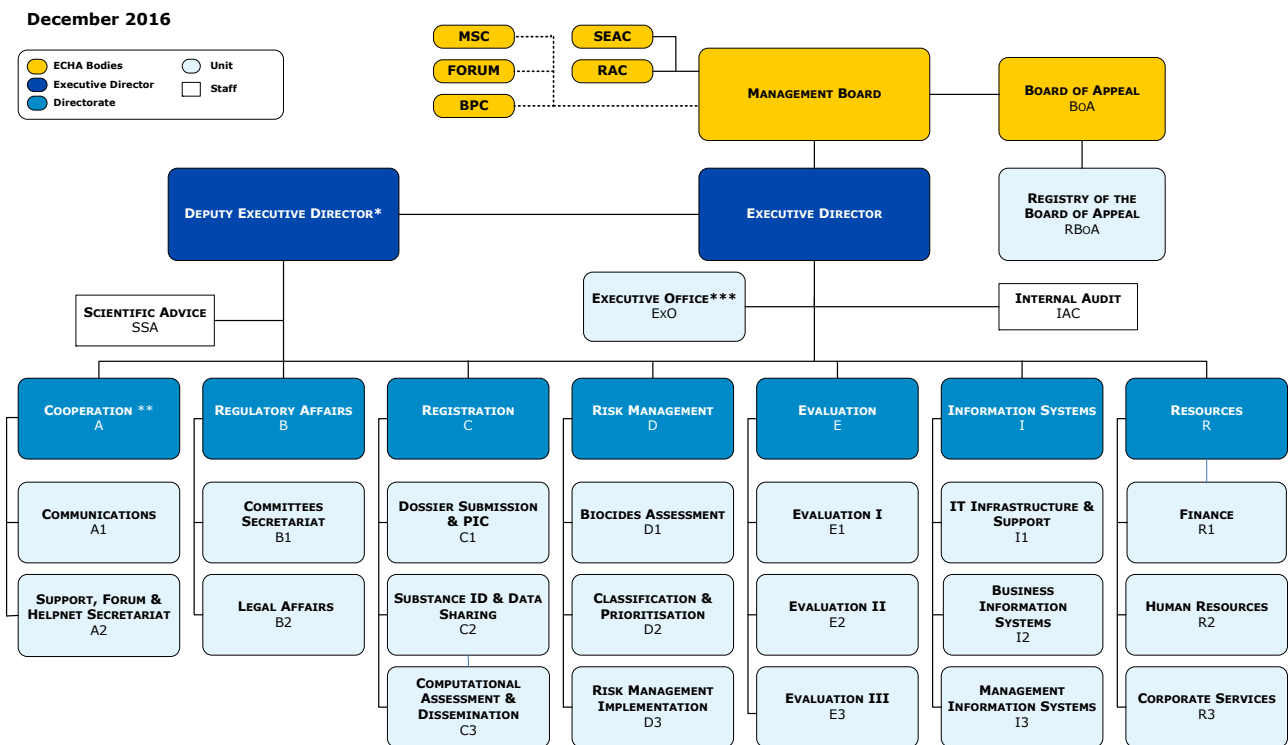 December 2016
ECHA Bodies
Executive Director
Directorate
Unit
Staff
MSC
FORUM
BPC
SEAC
RAC
MANAGEMENT BOARD
BOARD OF APPEAL
BOA
DEPUTY EXECUTIVE DIRECTOR*
EXECUTIVE DIRECTOR
REGISTRY OF THE
BOARD OF APPEAL
RBOA
SCIENTIFIC ADVICE
SSA
EXECUTIVE OFFICE***
EXO
INTERNAL AUDIT
IAC
COOPERATION **
A
REGULATORY AFFAIRS
B
REGISTRATION
C
RISK MANAGEMENT
D
EVALUATION
E
INFORMATION SYSTEMS
I
RESOURCES
R
COMMUNICATIONS
A1
COMMITTEES
SECRETARIAT
B1
DOSSIER SUBMISSION
& PIC
C1
BIOCIDES ASSESSMENT
D1
EVALUATION I
E1
IT INFRASTRUCTURE &
SUPPORT
I1
FINANCE
R1
SUPPORT, FORUM &
HELPNET SECRETARIAT
A2
LEGAL AFFAIRS
B2
SUBSTANCE ID & DATA
SHARING
C2
CLASSIFICATION &
PRIORITISATION
D2
EVALUATION II
E2
BUSINESS
INFORMATION
SYSTEMS
I2
HUMAN RESOURCES
R2
COMPUTATIONAL
ASSESSMENT &
DISSEMINATION
C3
RISK MANAGEMENT
IMPLEMENTATION
D3
EVALUATION III
E3
MANAGEMENT
INFORMATION SYSTEMS
I3
CORPORATE SERVICES
R3